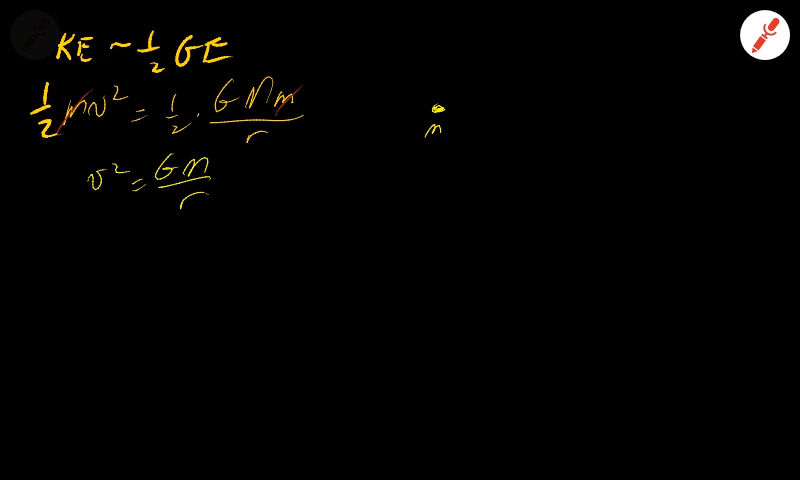 KE ~ 1/2 GE
1/2 mv² = 1/2 · GMm/r
v² = GM/r
m